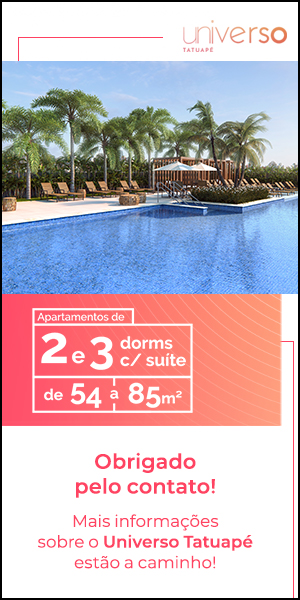 universo
TATUAPÉ
Apartamentos de
2 e 3 dorms
c/ suíte
de 54 a 85m²
Obrigado
pelo contato!
Mais informações
sobre o Universo Tatuapé
estão a caminho!